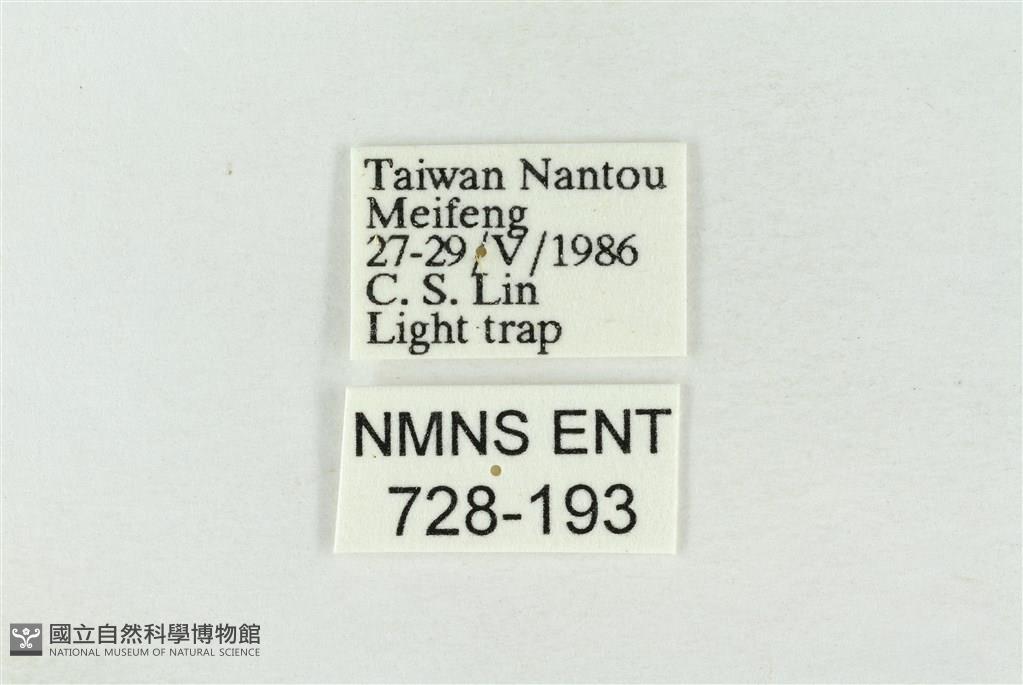 Taiwan Nantou
Meifeng
27-29/V/1986
C. S. Lin
Light trap
NMNS ENT
728-193
國立自然科學博物館
NATIONAL MUSEUM OF NATURAL SCIENCE